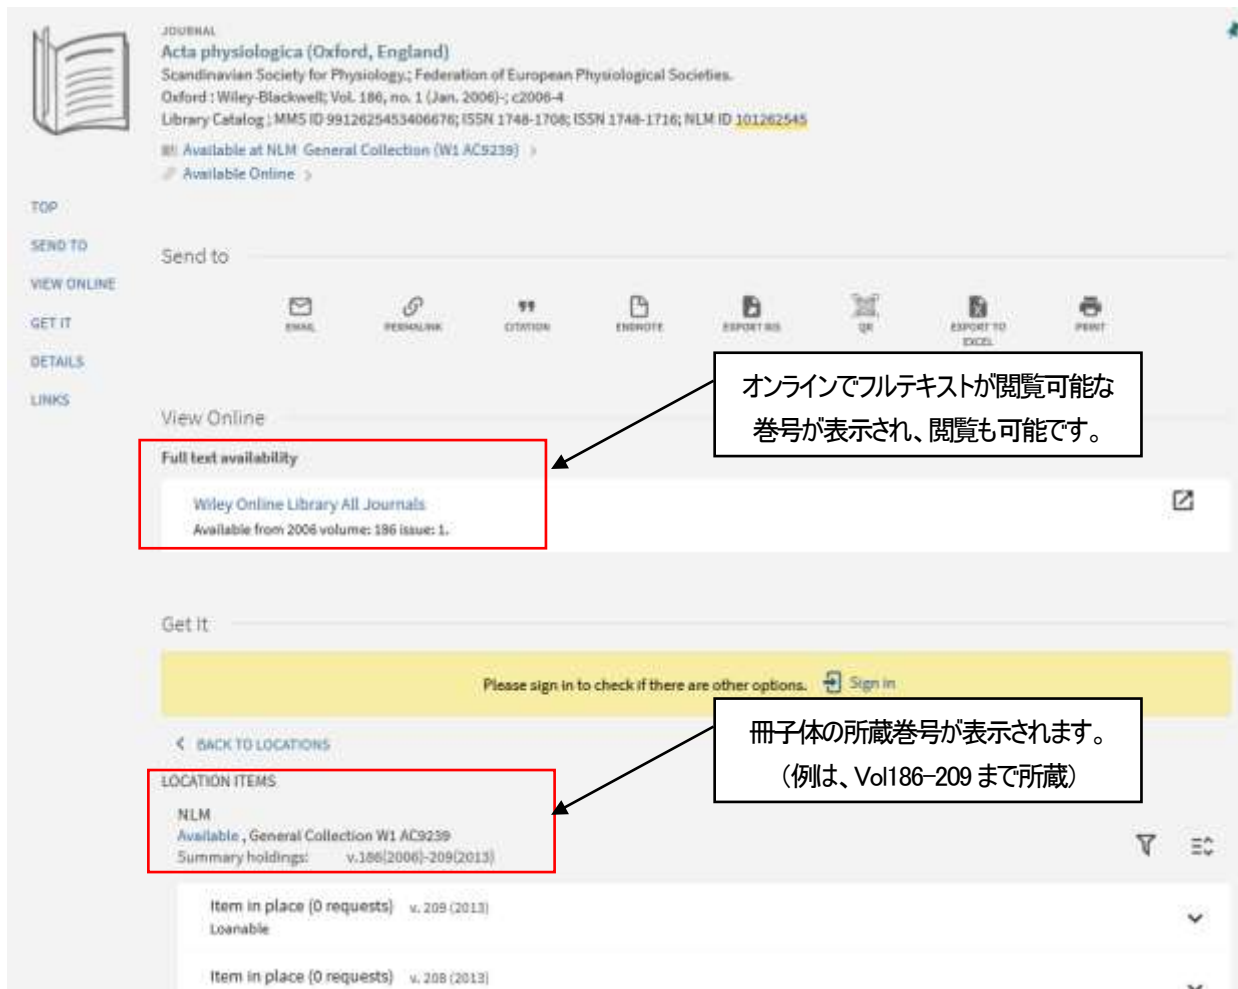 JOURNAL
Acta physiologica (Oxford, England)
Scandinavian Society for Physiology.; Federation of European Physiological Societies.
Oxford : Wiley-Blackwell; Vol. 186, no. 1 (Jan. 2006)-; c2006-4
Library Catalog ; MMS ID 9912625453406676; ISSN 1748-1708; ISSN 1748-1716; NLM ID 101262545
Available at NLM General Collection (W1 AC9239)
Available Online
TOP
SEND TO
VIEW ONLINE
GET IT
DETAILS
LINKS
Send to
EMAIL
PERMALINK
CITATION
ENDNOTE
EXPORT RIS
QR
EXPORT TO
EXCEL
PRINT
オンラインでフルテキストが閲覧可能な
巻号が表示され、閲覧も可能です。
View Online
Full text availability
Wiley Online Library All Journals
Available from 2006 volume: 186 issue: 1.
Get It
Please sign in to check if there are other options. Sign in
冊子体の所蔵巻号が表示されます。
（例は、Vol186-209 まで所蔵）
BACK TO LOCATIONS
LOCATION ITEMS
NLM
Available , General Collection W1 AC9239
Summary holdings: v.186(2006)-209(2013)
Item in place (0 requests) v. 209 (2013)
Loanable
Item in place (0 requests) v. 208 (2013)